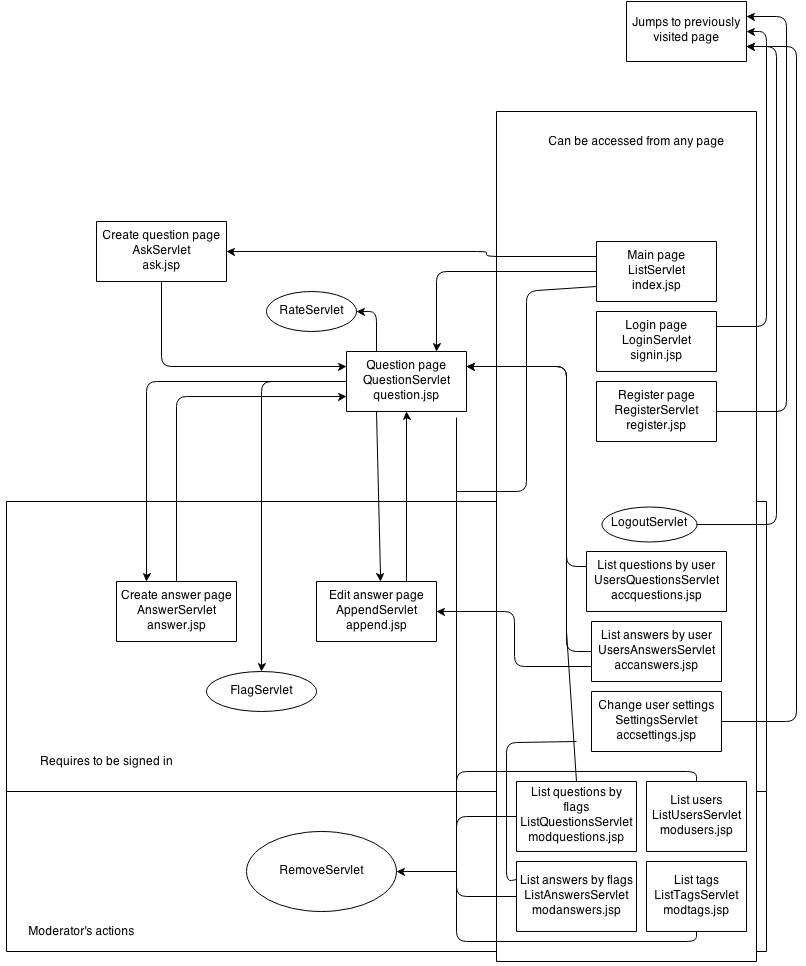 Jumps to previously
visited page
Can be accessed from any page
Create question page
AskServlet
ask.jsp
Main page
ListServlet
index.jsp
RateServlet
Login page
LoginServlet
signin.jsp
Question page
QuestionServlet
question.jsp
Register page
RegisterServlet
register.jsp
LogoutServlet
List questions by user
UsersQuestionsServlet
accquestions.jsp
Create answer page
AnswerServlet
answer.jsp
Edit answer page
AppendServlet
append.jsp
List answers by user
UsersAnswersServlet
accanswers.jsp
FlagServlet
Change user settings
SettingsServlet
accsettings.jsp
Requires to be signed in
List questions by
flags
ListQuestionsServlet
modquestions.jsp
List users
ListUsersServlet
modusers.jsp
RemoveServlet
List answers by flags
ListAnswersServlet
modanswers.jsp
List tags
ListTagsServlet
modtags.jsp
Moderator's actions